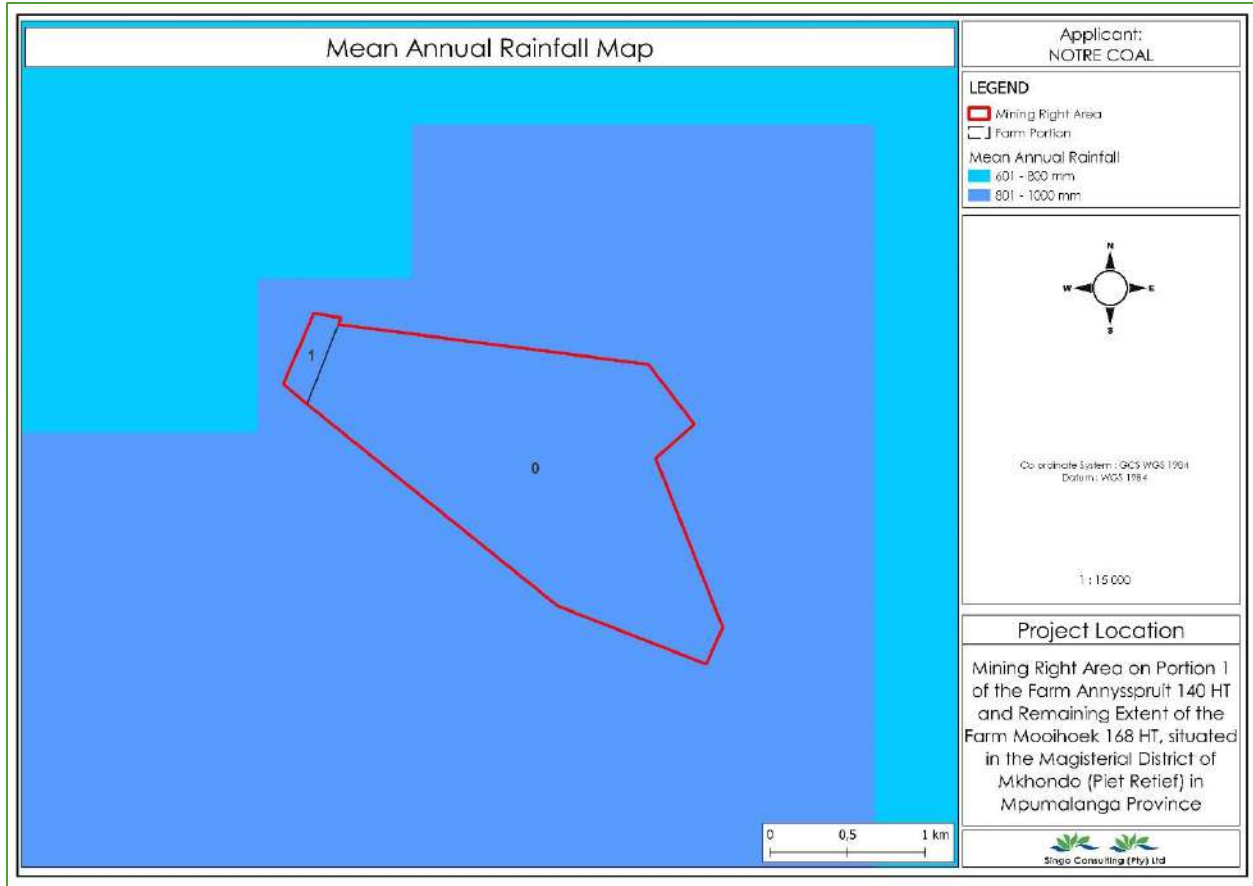 Mean Annual Rainfall Map
1
0
0 0,5 1 km
Applicant:
NOTRE COAL
LEGEND
Mining Right Area
Farm Portion
Mean Annual Rainfall
601 - 800 mm
801 - 1000 mm
N
W E
S
Co ordinate System : GCS WGS 1984
Datum : WGS 1984
1 : 15 000
Project Location
Mining Right Area on Portion 1
of the Farm Annysspruit 140 HT
and Remaining Extent of the
Farm Mooihoek 168 HT, situated
in the Magisterial District of
Mkhondo (Piet Retief) in
Mpumalanga Province
Singo Consulting (Pty) Ltd